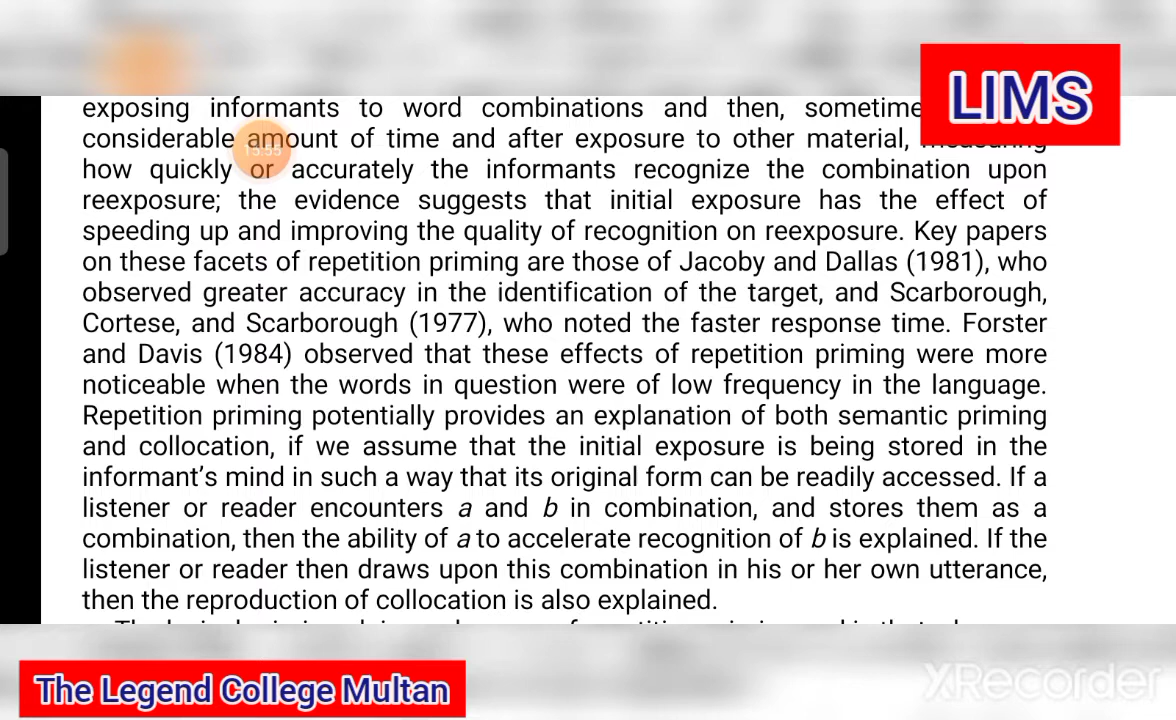 LIMS
exposing informants to word combinations and then, sometime
considerable amount of time and after exposure to other material, measuring
15:55
how quickly or accurately the informants recognize the combination upon
reexposure; the evidence suggests that initial exposure has the effect of
speeding up and improving the quality of recognition on reexposure. Key papers
on these facets of repetition priming are those of Jacoby and Dallas (1981), who
observed greater accuracy in the identification of the target, and Scarborough,
Cortese, and Scarborough (1977), who noted the faster response time. Forster
and Davis (1984) observed that these effects of repetition priming were more
noticeable when the words in question were of low frequency in the language.
Repetition priming potentially provides an explanation of both semantic priming
and collocation, if we assume that the initial exposure is being stored in the
informant's mind in such a way that its original form can be readily accessed. If a
listener or reader encounters a and b in combination, and stores them as a
combination, then the ability of a to accelerate recognition of b is explained. If the
listener or reader then draws upon this combination in his or her own utterance,
then the reproduction of collocation is also explained.
The Legend College Multan
XRecorder